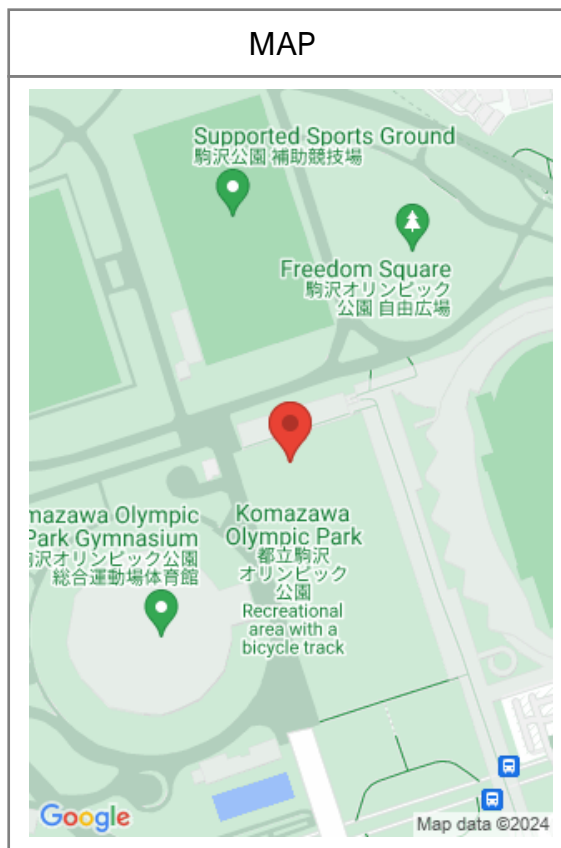 MAP
Supported Sports Ground
駒沢公園 補助競技場
Freedom Square
駒沢オリンピック
公園 自由広場
mazawa Olympic
Park Gymnasium
駒沢オリンピック公園
総合運動場体育館
Komazawa
Olympic Park
都立駒沢
オリンピック
公園
Recreational
area with a
bicycle track
Google
Map data ©2024